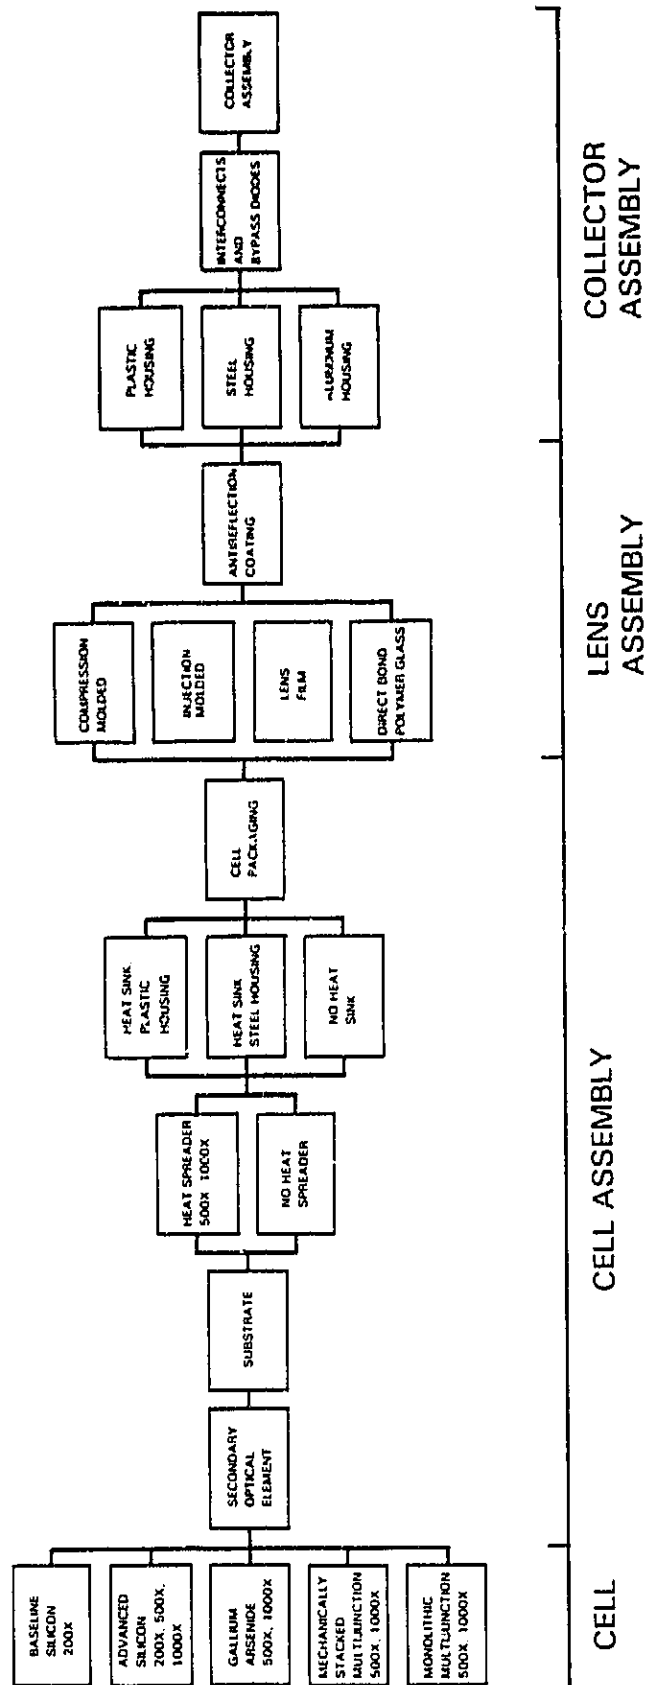 BASELINE
SILICON
200X
ADVANCED
SILICON
200X, 500X,
1000X
GALLIUM
ARSENIDE
500X, 1000X
MECHANICALLY
STACKED
MULTIJUNCTION
500X, 1000X
MONOLITHIC
MULTIJUNCTION
500X, 1000X
SECONDARY
OPTICAL
ELEMENT
SUBSTRATE
HEAT SPREADER
500X 1000X
NO HEAT
SPREADER
HEAT SINK
PLASTIC
HOUSING
HEAT SINK
STEEL HOUSING
NO HEAT
SINK
CELL
PACKAGING
COMPRESSION
MOLDED
INJECTION
MOLDED
LENS
FILM
DIRECT BOND
POLYMER GLASS
ANTIREFLECTION
COATING
PLASTIC
HOUSING
STEEL
HOUSING
ALUMINUM
HOUSING
INTERCONNECTS
AND
BYPASS DIODES
COLLECTOR
ASSEMBLY
CELL
CELL ASSEMBLY
LENS
ASSEMBLY
COLLECTOR
ASSEMBLY